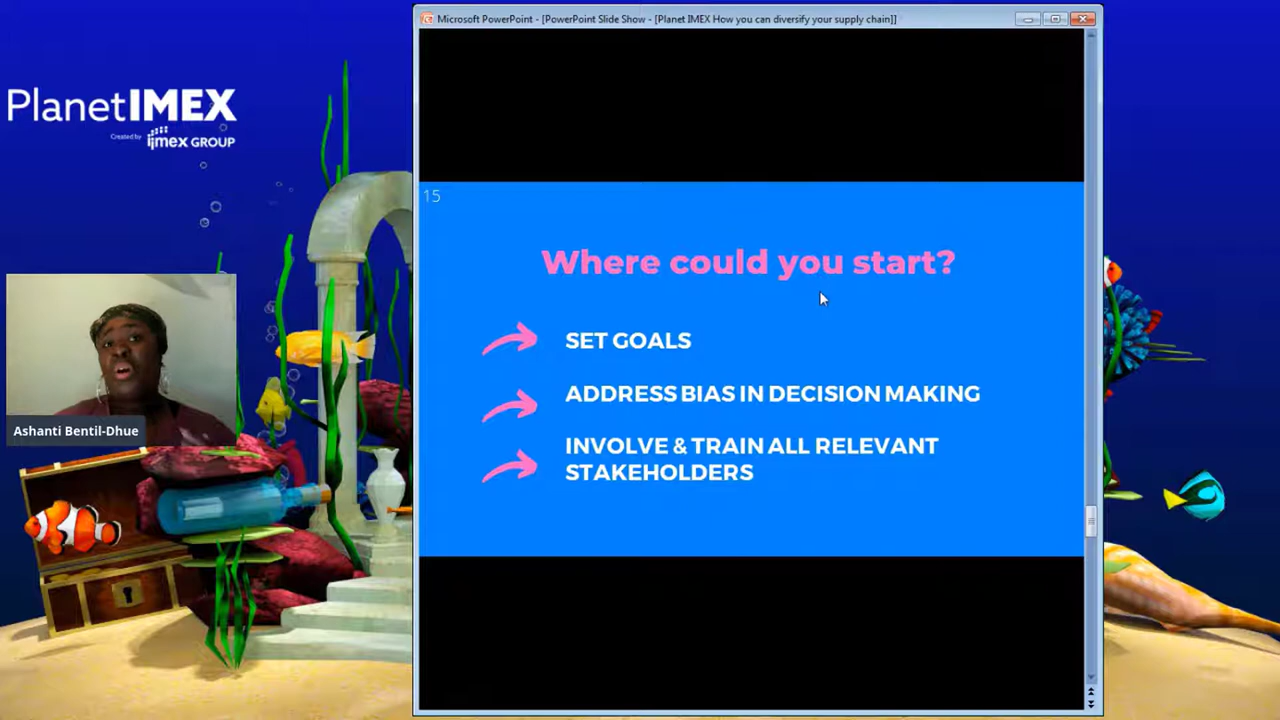 Microsoft PowerPoint - [PowerPoint Slide Show - [Planet IMEX How you can diversify your supply chain]]
PlanetIMEX
Created by imex GROUP
15
Where could you start?
SET GOALS
ADDRESS BIAS IN DECISION MAKING
INVOLVE & TRAIN ALL RELEVANT
STAKEHOLDERS
Ashanti Bentil-Dhue